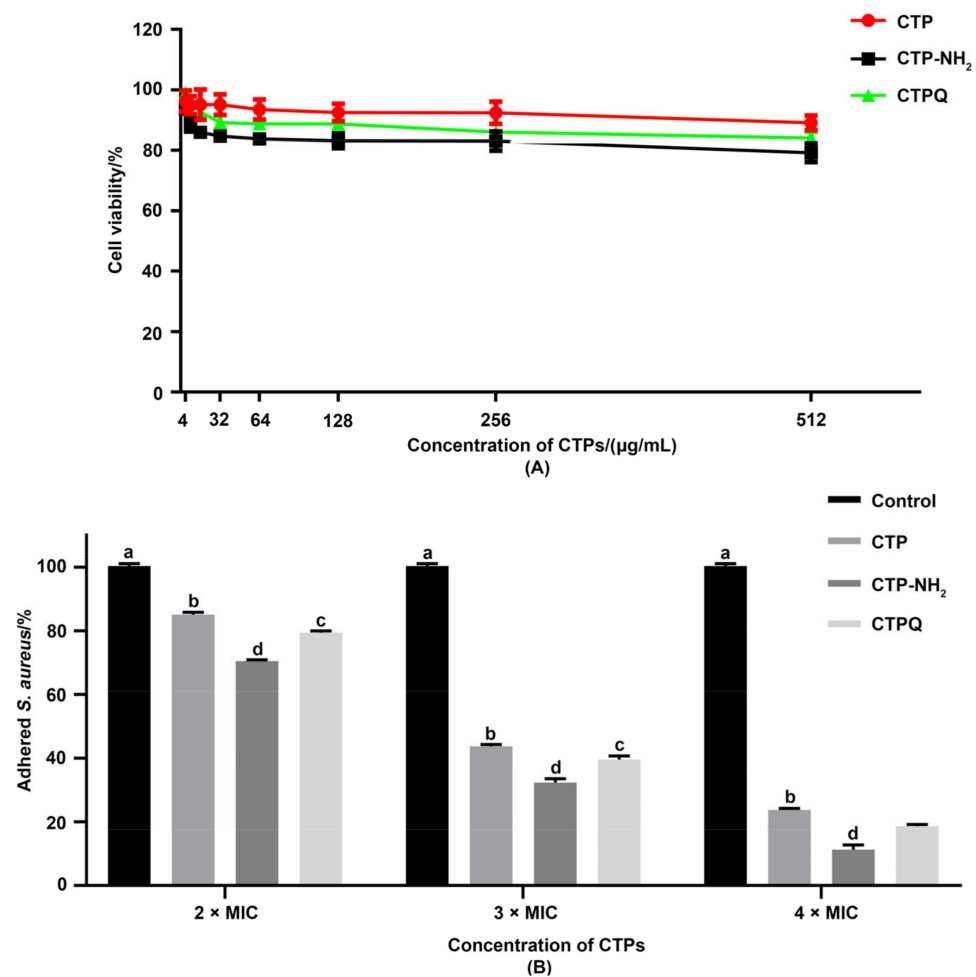 120
100
80
60
40
20
0
Cell viability/%
CTP
CTP-NH₂
CTPQ
4 32 64 128 256 512
Concentration of CTPs/(μg/mL)
(A)
Control
CTP
CTP-NH₂
CTPQ
100
80
60
40
20
0
Adhered S. aureus/%
a b d c a b d c a b d
2 × MIC 3 × MIC 4 × MIC
Concentration of CTPs
(B)